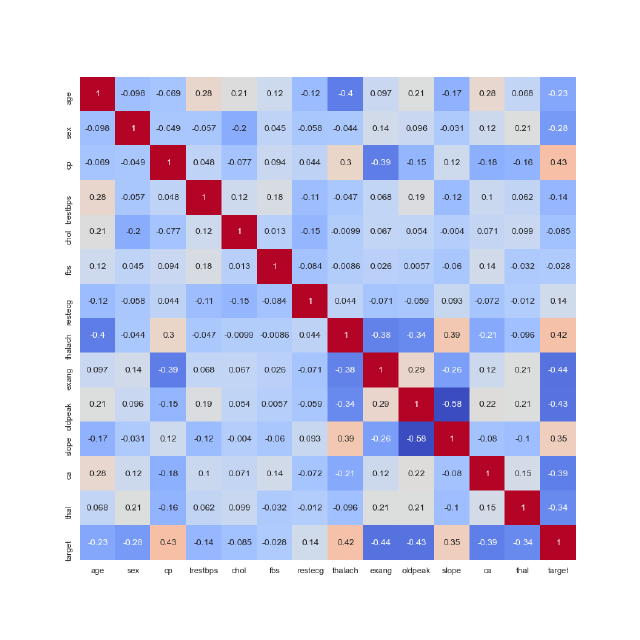 age 1 -0.098 -0.069 0.28 0.21 0.12 -0.12 -0.4 0.097 0.21 -0.17 0.28 0.068 -0.23
sex -0.098 1 -0.049 -0.057 -0.2 0.045 -0.058 -0.044 0.14 0.096 -0.031 0.12 0.21 -0.28
cp -0.069 -0.049 1 0.048 -0.077 0.094 0.044 0.3 -0.39 -0.15 0.12 -0.18 -0.16 0.43
trestbps 0.28 -0.057 0.048 1 0.12 0.18 -0.11 -0.047 0.068 0.19 -0.12 0.1 0.062 -0.14
chol 0.21 -0.2 -0.077 0.12 1 0.013 -0.15 -0.0099 0.067 0.054 -0.004 0.071 0.099 -0.085
fbs 0.12 0.045 0.094 0.18 0.013 1 -0.084 -0.0086 0.026 0.0057 -0.06 0.14 -0.032 -0.028
restecg -0.12 -0.058 0.044 -0.11 -0.15 -0.084 1 0.044 -0.071 -0.059 0.093 -0.072 -0.012 0.14
thalach -0.4 -0.044 0.3 -0.047 -0.0099 -0.0086 0.044 1 -0.38 -0.34 0.39 -0.21 -0.096 0.42
exang 0.097 0.14 -0.39 0.068 0.067 0.026 -0.071 -0.38 1 0.29 -0.26 0.12 0.21 -0.44
oldpeak 0.21 0.096 -0.15 0.19 0.054 0.0057 -0.059 -0.34 0.29 1 -0.58 0.22 0.21 -0.43
slope -0.17 -0.031 0.12 -0.12 -0.004 -0.06 0.093 0.39 -0.26 -0.58 1 -0.08 -0.1 0.35
ca 0.28 0.12 -0.18 0.1 0.071 0.14 -0.072 -0.21 0.12 0.22 -0.08 1 0.15 -0.39
thal 0.068 0.21 -0.16 0.062 0.099 -0.032 -0.012 -0.096 0.21 0.21 -0.1 0.15 1 -0.34
target -0.23 -0.28 0.43 -0.14 -0.085 -0.028 0.14 0.42 -0.44 -0.43 0.35 -0.39 -0.34 1
age sex cp trestbps chol fbs restecg thalach exang oldpeak slope ca thal target